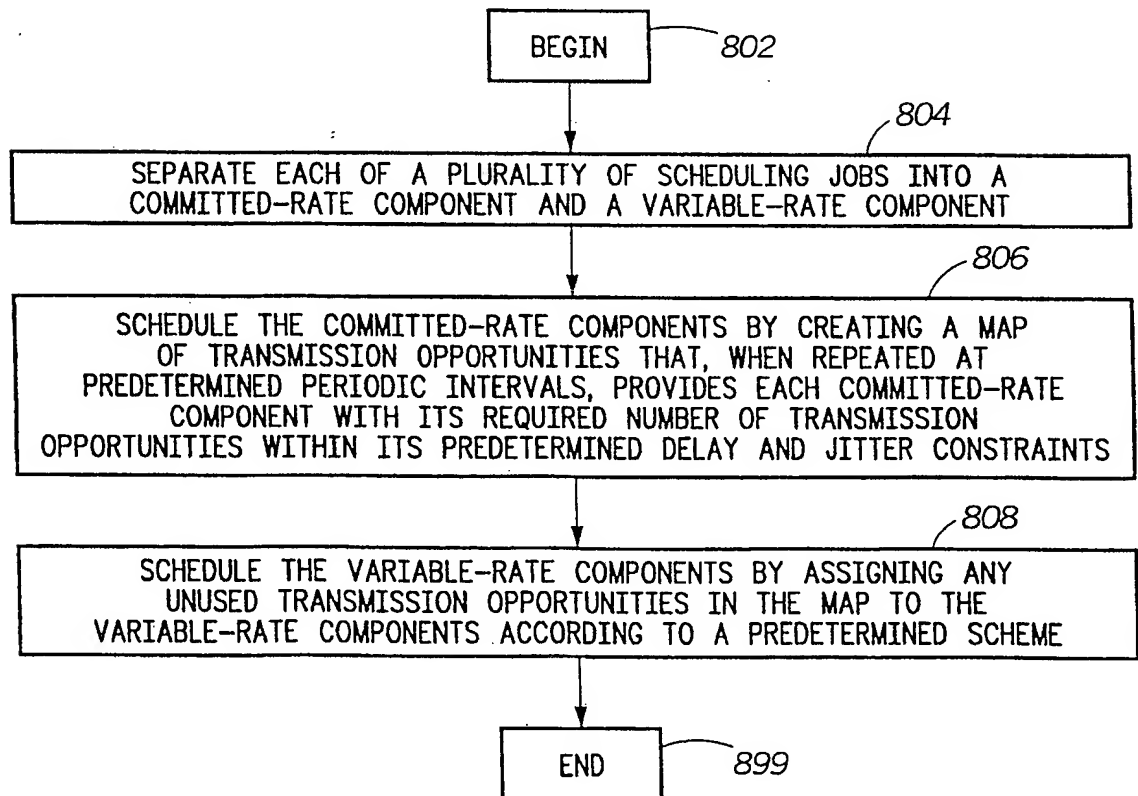 BEGIN
802
804
SEPARATE EACH OF A PLURALITY OF SCHEDULING JOBS INTO A
COMMITTED-RATE COMPONENT AND A VARIABLE-RATE COMPONENT
806
SCHEDULE THE COMMITTED-RATE COMPONENTS BY CREATING A MAP
OF TRANSMISSION OPPORTUNITIES THAT, WHEN REPEATED AT
PREDETERMINED PERIODIC INTERVALS, PROVIDES EACH COMMITTED-RATE
COMPONENT WITH ITS REQUIRED NUMBER OF TRANSMISSION
OPPORTUNITIES WITHIN ITS PREDETERMINED DELAY AND JITTER CONSTRAINTS
808
SCHEDULE THE VARIABLE-RATE COMPONENTS BY ASSIGNING ANY
UNUSED TRANSMISSION OPPORTUNITIES IN THE MAP TO THE
VARIABLE-RATE COMPONENTS ACCORDING TO A PREDETERMINED SCHEME
END
899